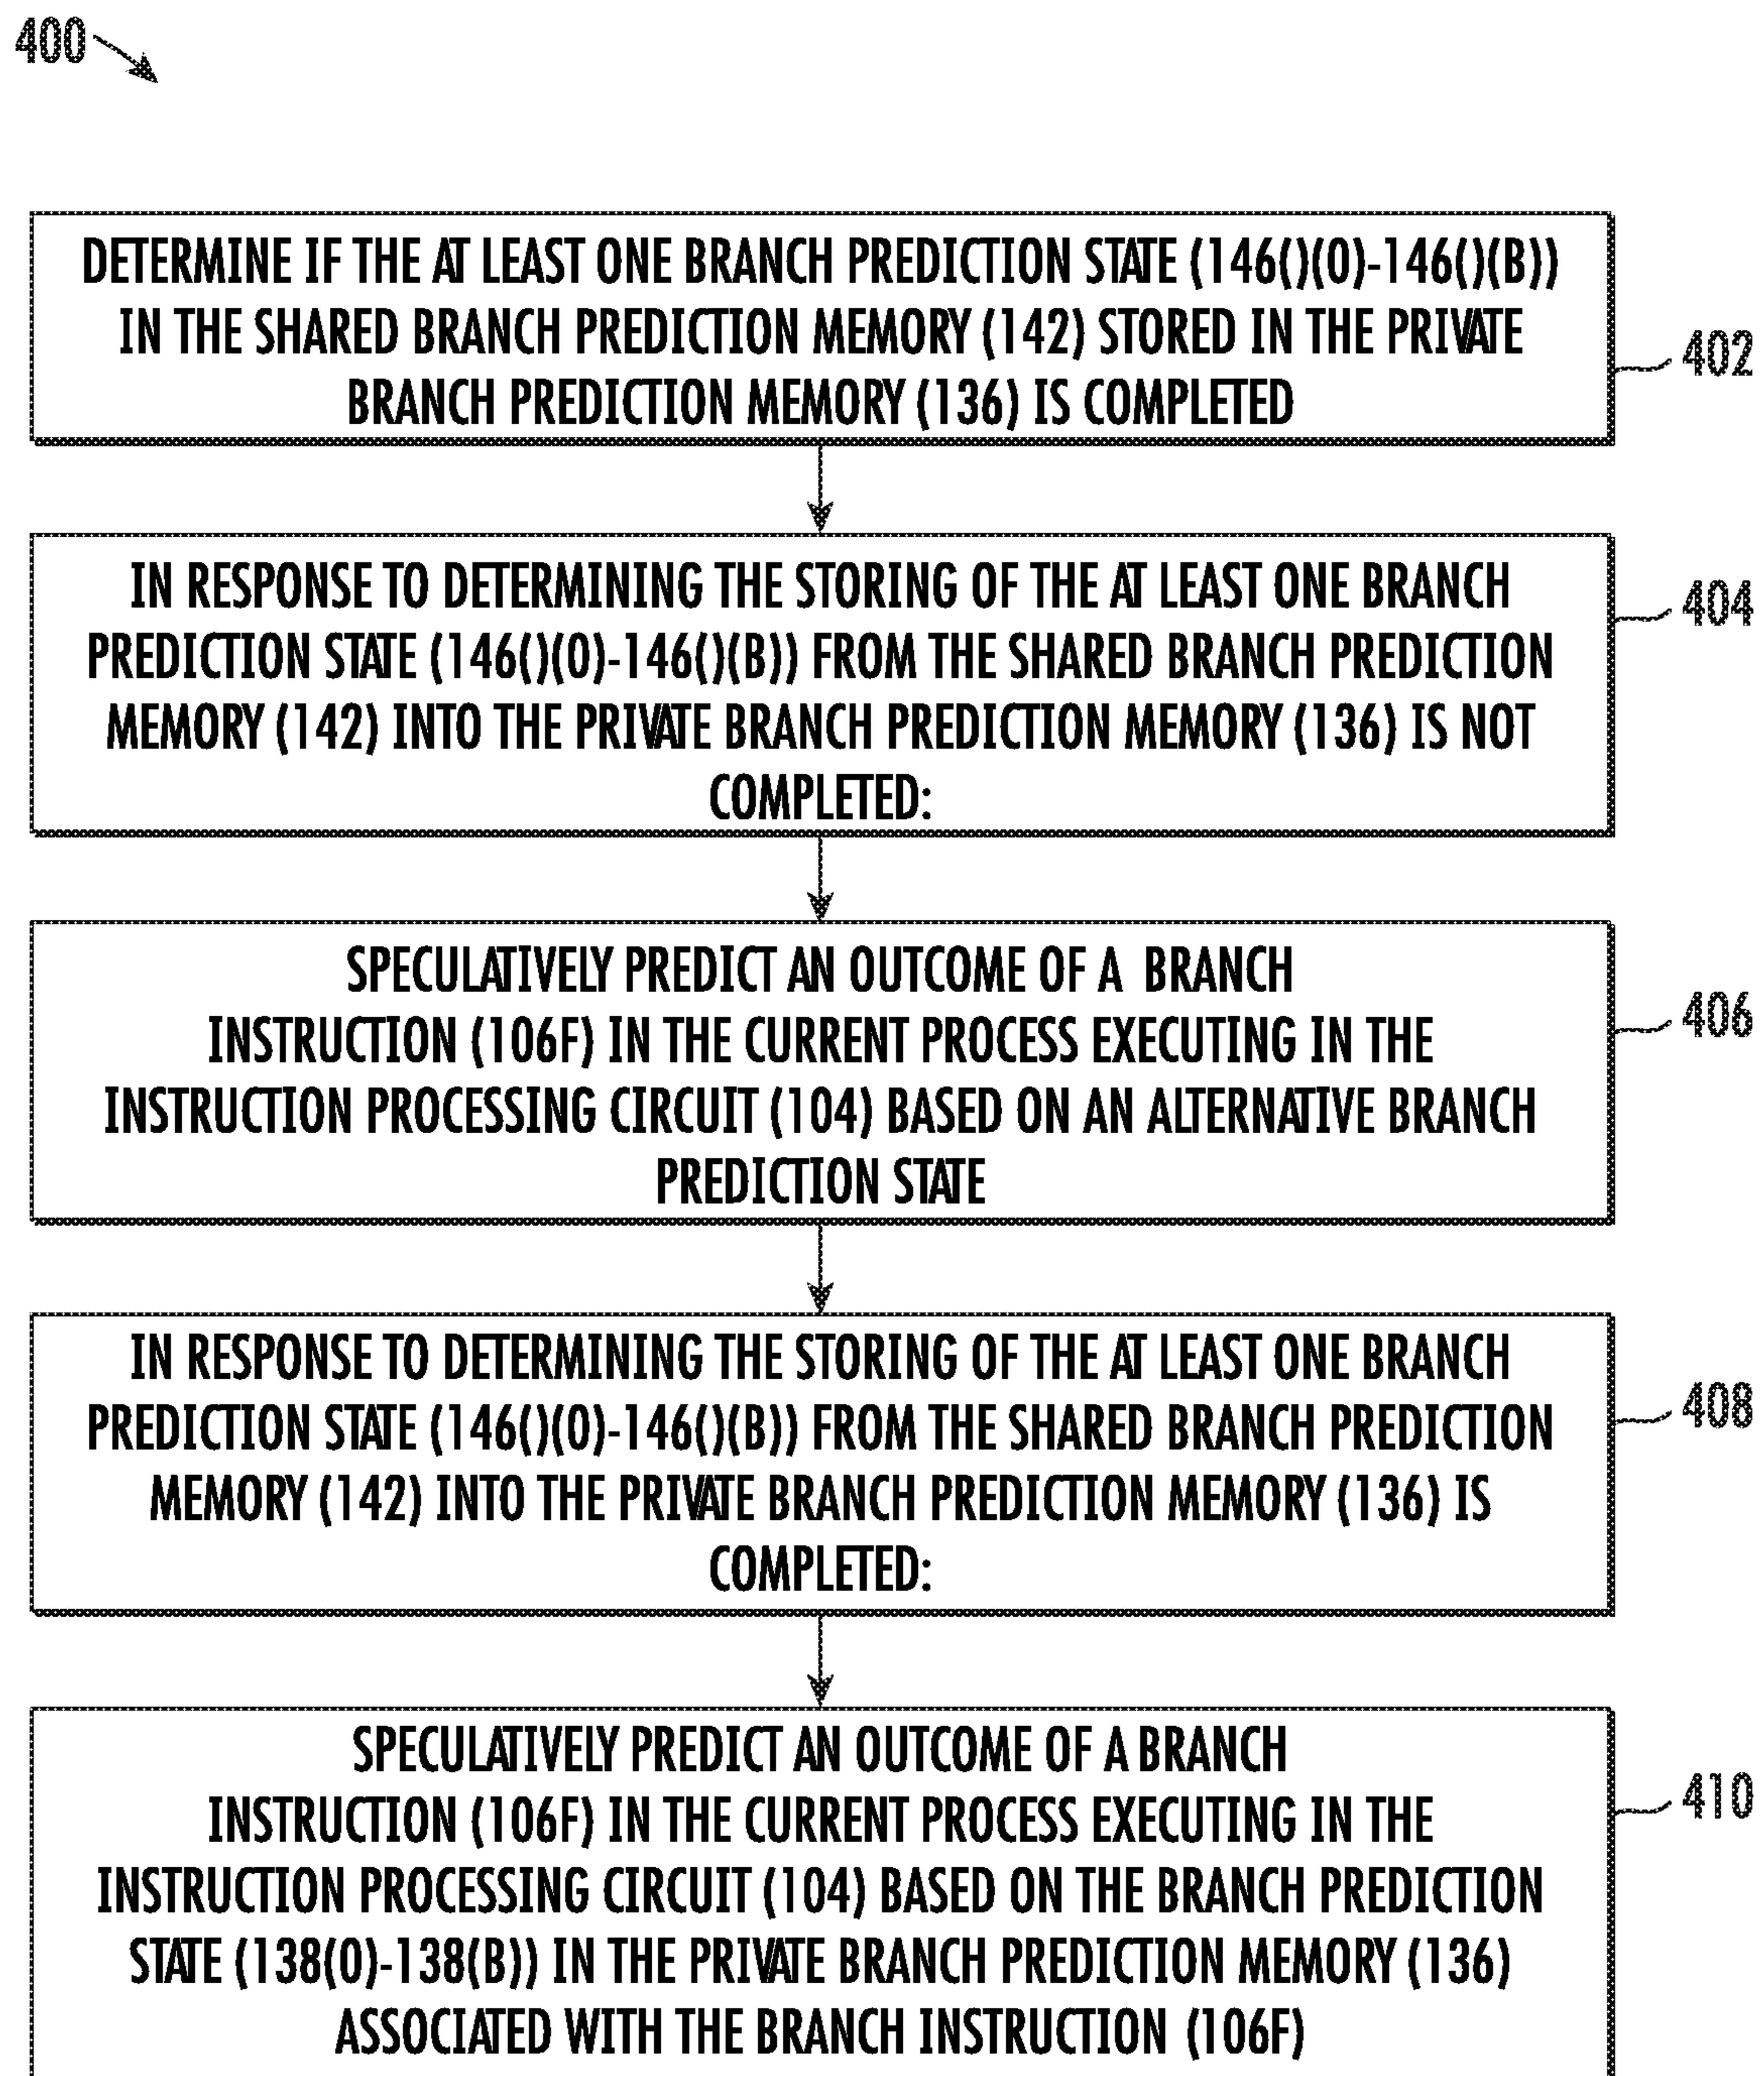 400
DETERMINE IF THE AT LEAST ONE BRANCH PREDICTION STATE (146()(0)-146()(B))
IN THE SHARED BRANCH PREDICTION MEMORY (142) STORED IN THE PRIVATE
BRANCH PREDICTION MEMORY (136) IS COMPLETED
402
IN RESPONSE TO DETERMINING THE STORING OF THE AT LEAST ONE BRANCH
PREDICTION STATE (146()(0)-146()(B)) FROM THE SHARED BRANCH PREDICTION
MEMORY (142) INTO THE PRIVATE BRANCH PREDICTION MEMORY (136) IS NOT
COMPLETED:
404
SPECULATIVELY PREDICT AN OUTCOME OF A BRANCH
INSTRUCTION (106F) IN THE CURRENT PROCESS EXECUTING IN THE
INSTRUCTION PROCESSING CIRCUIT (104) BASED ON AN ALTERNATIVE BRANCH
PREDICTION STATE
406
IN RESPONSE TO DETERMINING THE STORING OF THE AT LEAST ONE BRANCH
PREDICTION STATE (146()(0)-146()(B)) FROM THE SHARED BRANCH PREDICTION
MEMORY (142) INTO THE PRIVATE BRANCH PREDICTION MEMORY (136) IS
COMPLETED:
408
SPECULATIVELY PREDICT AN OUTCOME OF A BRANCH
INSTRUCTION (106F) IN THE CURRENT PROCESS EXECUTING IN THE
INSTRUCTION PROCESSING CIRCUIT (104) BASED ON THE BRANCH PREDICTION
STATE (138(0)-138(B)) IN THE PRIVATE BRANCH PREDICTION MEMORY (136)
ASSOCIATED WITH THE BRANCH INSTRUCTION (106F)
410